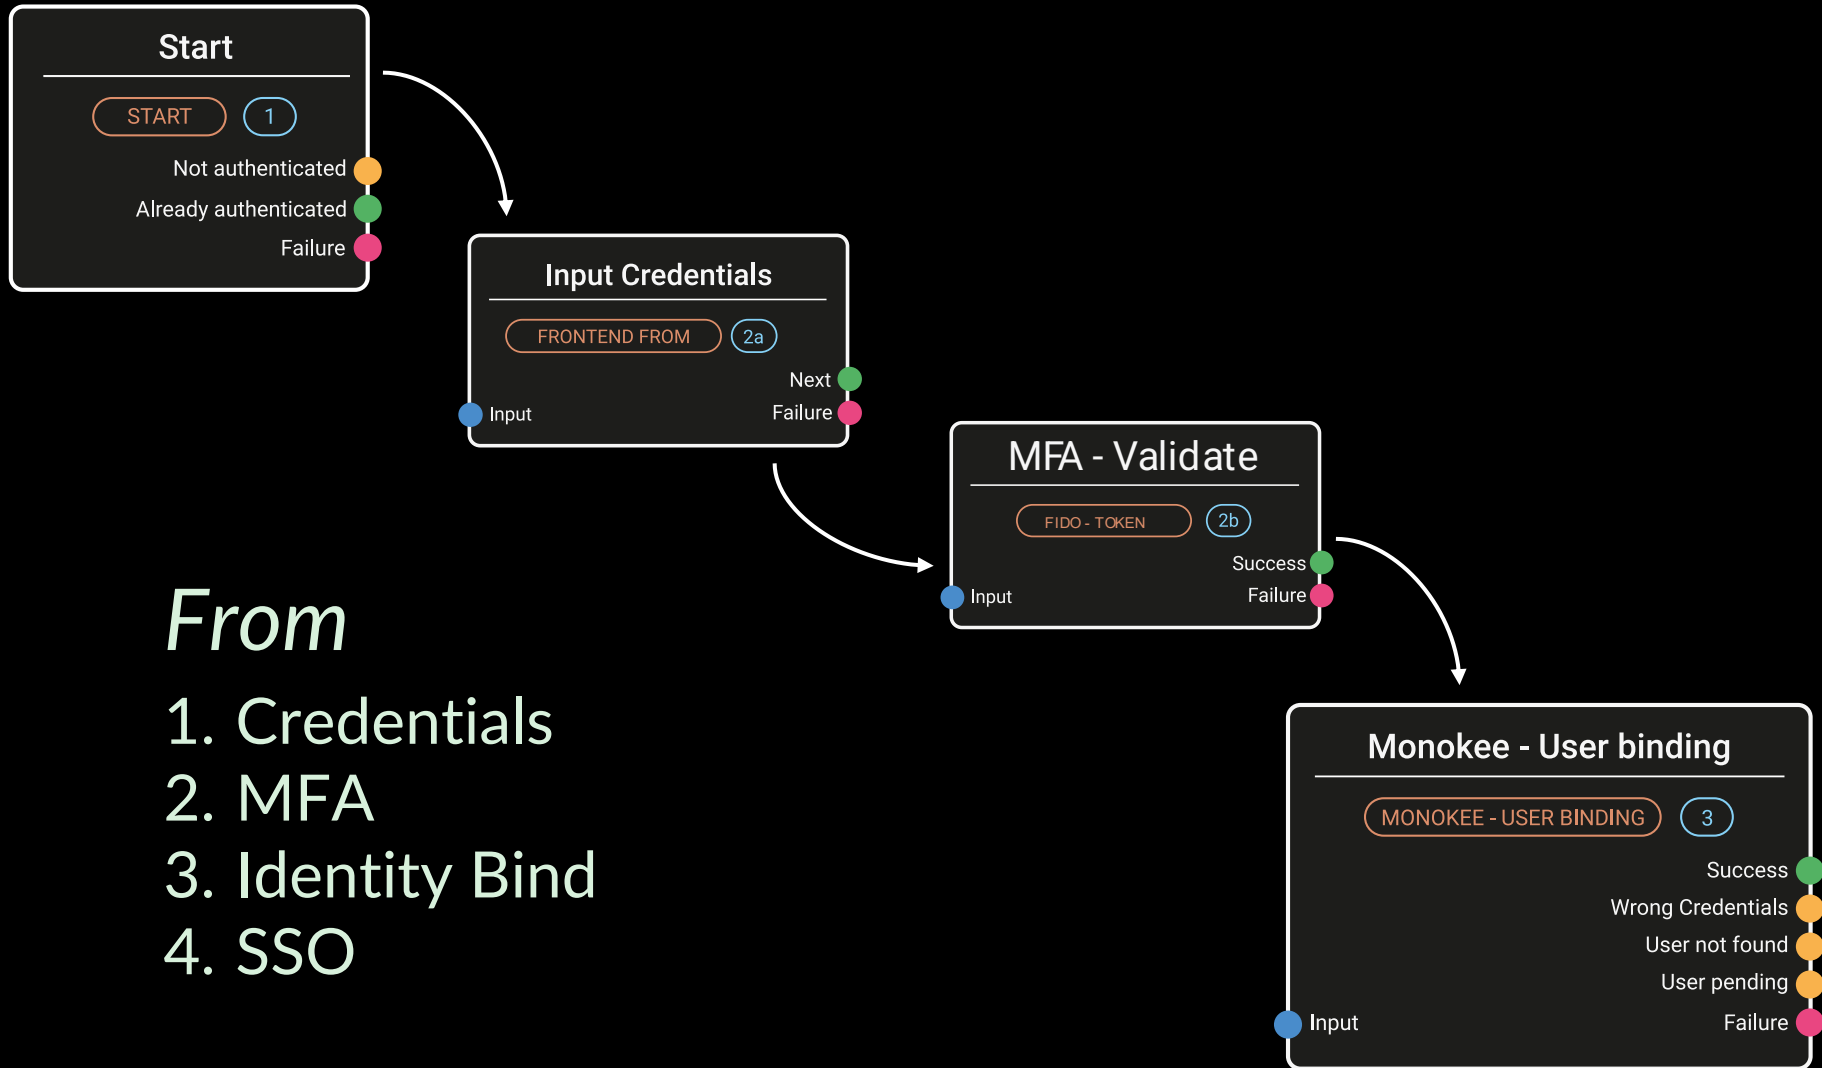 Start
START 1
Not authenticated
Already authenticated
Failure
Input Credentials
FRONTEND FROM 2a
Next
Input Failure
MFA - Validate
FIDO - TOKEN 2b
Success
Input Failure
From
1. Credentials
2. MFA
3. Identity Bind
4. SSO
Monokee - User binding
MONOKEE - USER BINDING 3
Success
Wrong Credentials
User not found
User pending
Input Failure